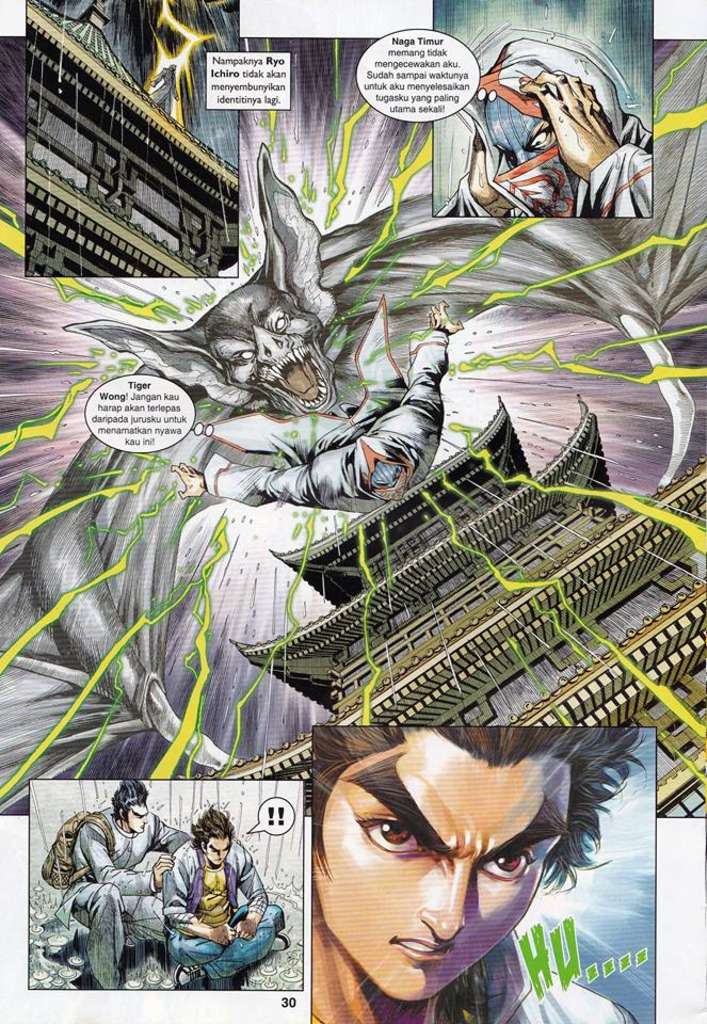 Nampaknya Ryo
Ichiro tidak akan
menyembunyikan
identitinya lagi.
Naga Timur
memang tidak
mengecewakan aku.
Sudah sampai waktunya
untuk aku menyelesaikan
tugasku yang paling
utama sekali!
Tiger
Wong! Jangan kau
harap akan terlepas
daripada jurusku untuk
menamatkan nyawa
kau ini!
!!
HU....
30